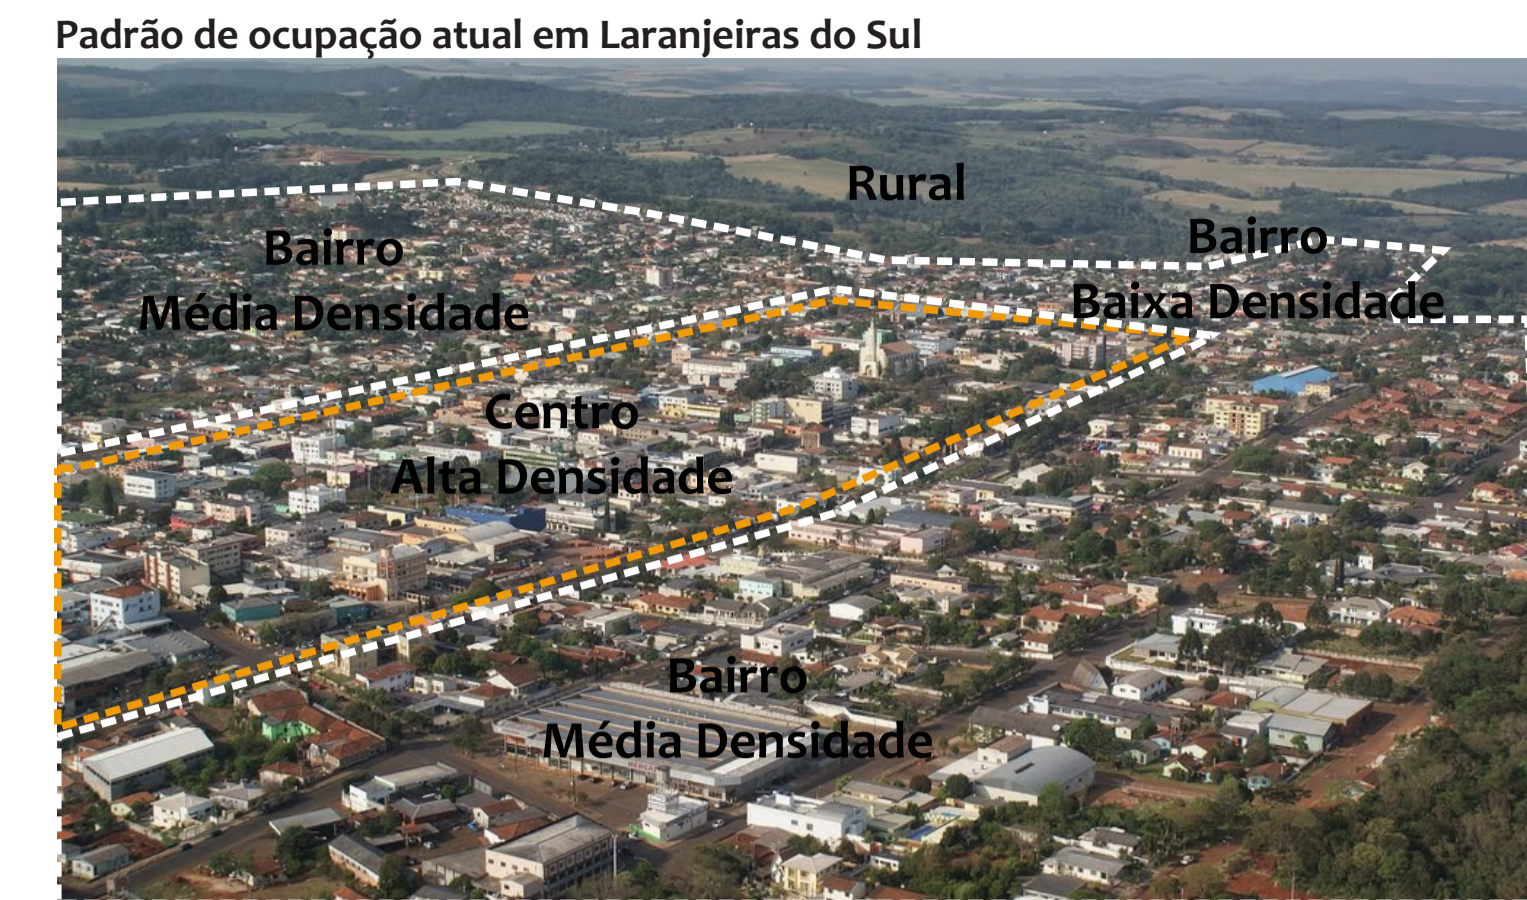 Padrão de ocupação atual em Laranjeiras do Sul
Rural
Bairro
Média Densidade
Bairro
Baixa Densidade
Centro
Alta Densidade
Bairro
Média Densidade